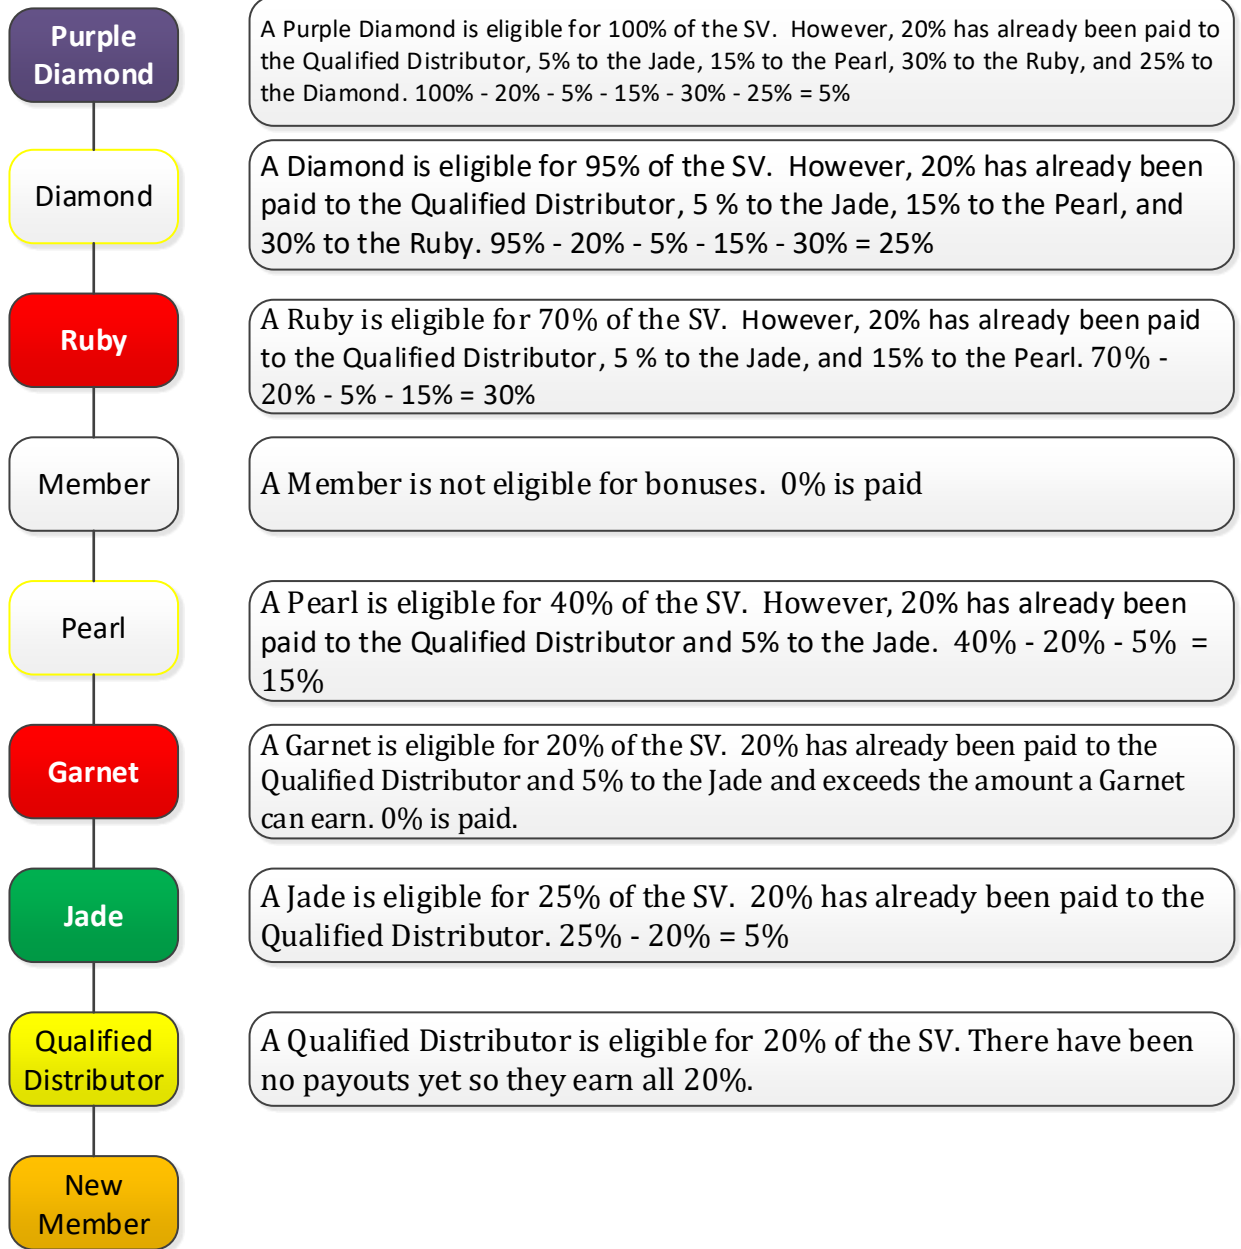 Purple
Diamond
A Purple Diamond is eligible for 100% of the SV.  However, 20% has already been paid to
the Qualified Distributor, 5% to the Jade, 15% to the Pearl, 30% to the Ruby, and 25% to
the Diamond. 100% - 20% - 5% - 15% - 30% - 25% = 5%
Diamond
A Diamond is eligible for 95% of the SV.  However, 20% has already been
paid to the Qualified Distributor, 5 % to the Jade, 15% to the Pearl, and
30% to the Ruby. 95% - 20% - 5% - 15% - 30% = 25%
Ruby
A Ruby is eligible for 70% of the SV.  However, 20% has already been paid
to the Qualified Distributor, 5 % to the Jade, and 15% to the Pearl. 70% -
20% - 5% - 15% = 30%
Member
A Member is not eligible for bonuses.  0% is paid
Pearl
A Pearl is eligible for 40% of the SV.  However, 20% has already been
paid to the Qualified Distributor and 5% to the Jade.  40% - 20% - 5%  =
15%
Garnet
A Garnet is eligible for 20% of the SV.  20% has already been paid to the
Qualified Distributor and 5% to the Jade and exceeds the amount a Garnet
can earn. 0% is paid.
Jade
A Jade is eligible for 25% of the SV.  20% has already been paid to the
Qualified Distributor. 25% - 20% = 5%
Qualified
Distributor
A Qualified Distributor is eligible for 20% of the SV. There have been
no payouts yet so they earn all 20%.
New
Member